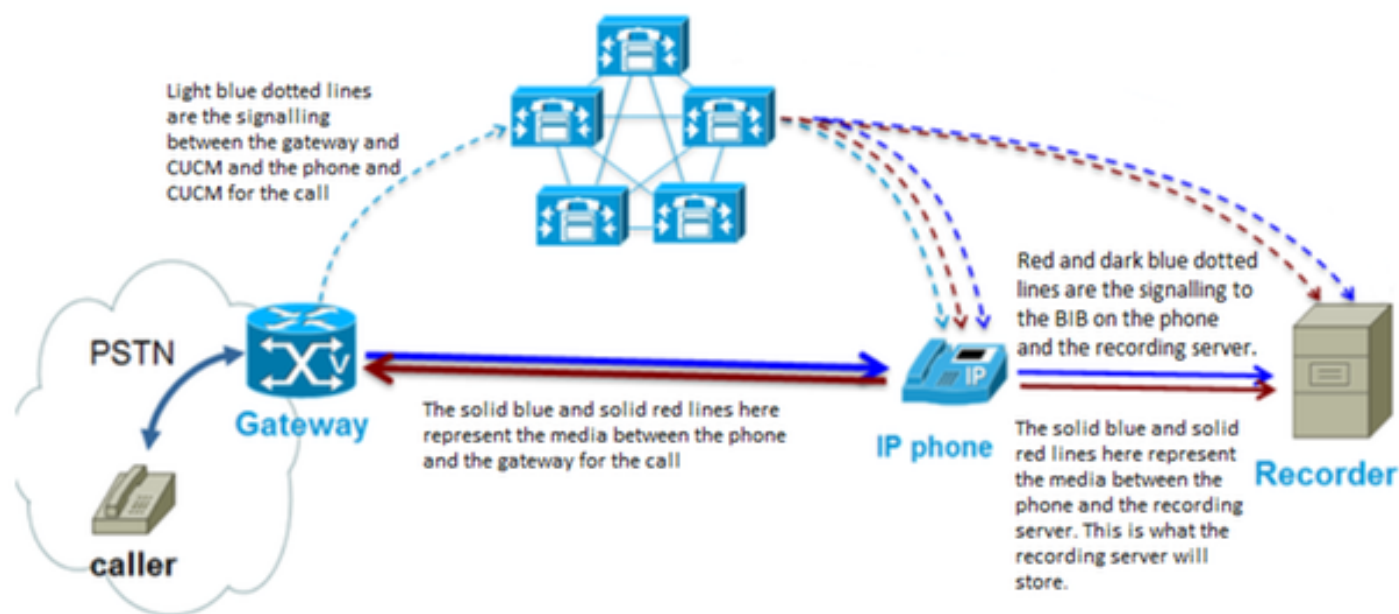 Light blue dotted lines
are the signalling
between the gateway and
CUCM and the phone and
CUCM for the call
PSTN
V
Gateway
caller
The solid blue and solid red lines here
represent the media between the phone
and the gateway for the call
IP
IP phone
Red and dark blue dotted
lines are the signalling to
the BIB on the phone
and the recording server.
The solid blue and solid
red lines here represent
the media between the
phone and the recording
server. This is what the
recording server will
store.
Recorder